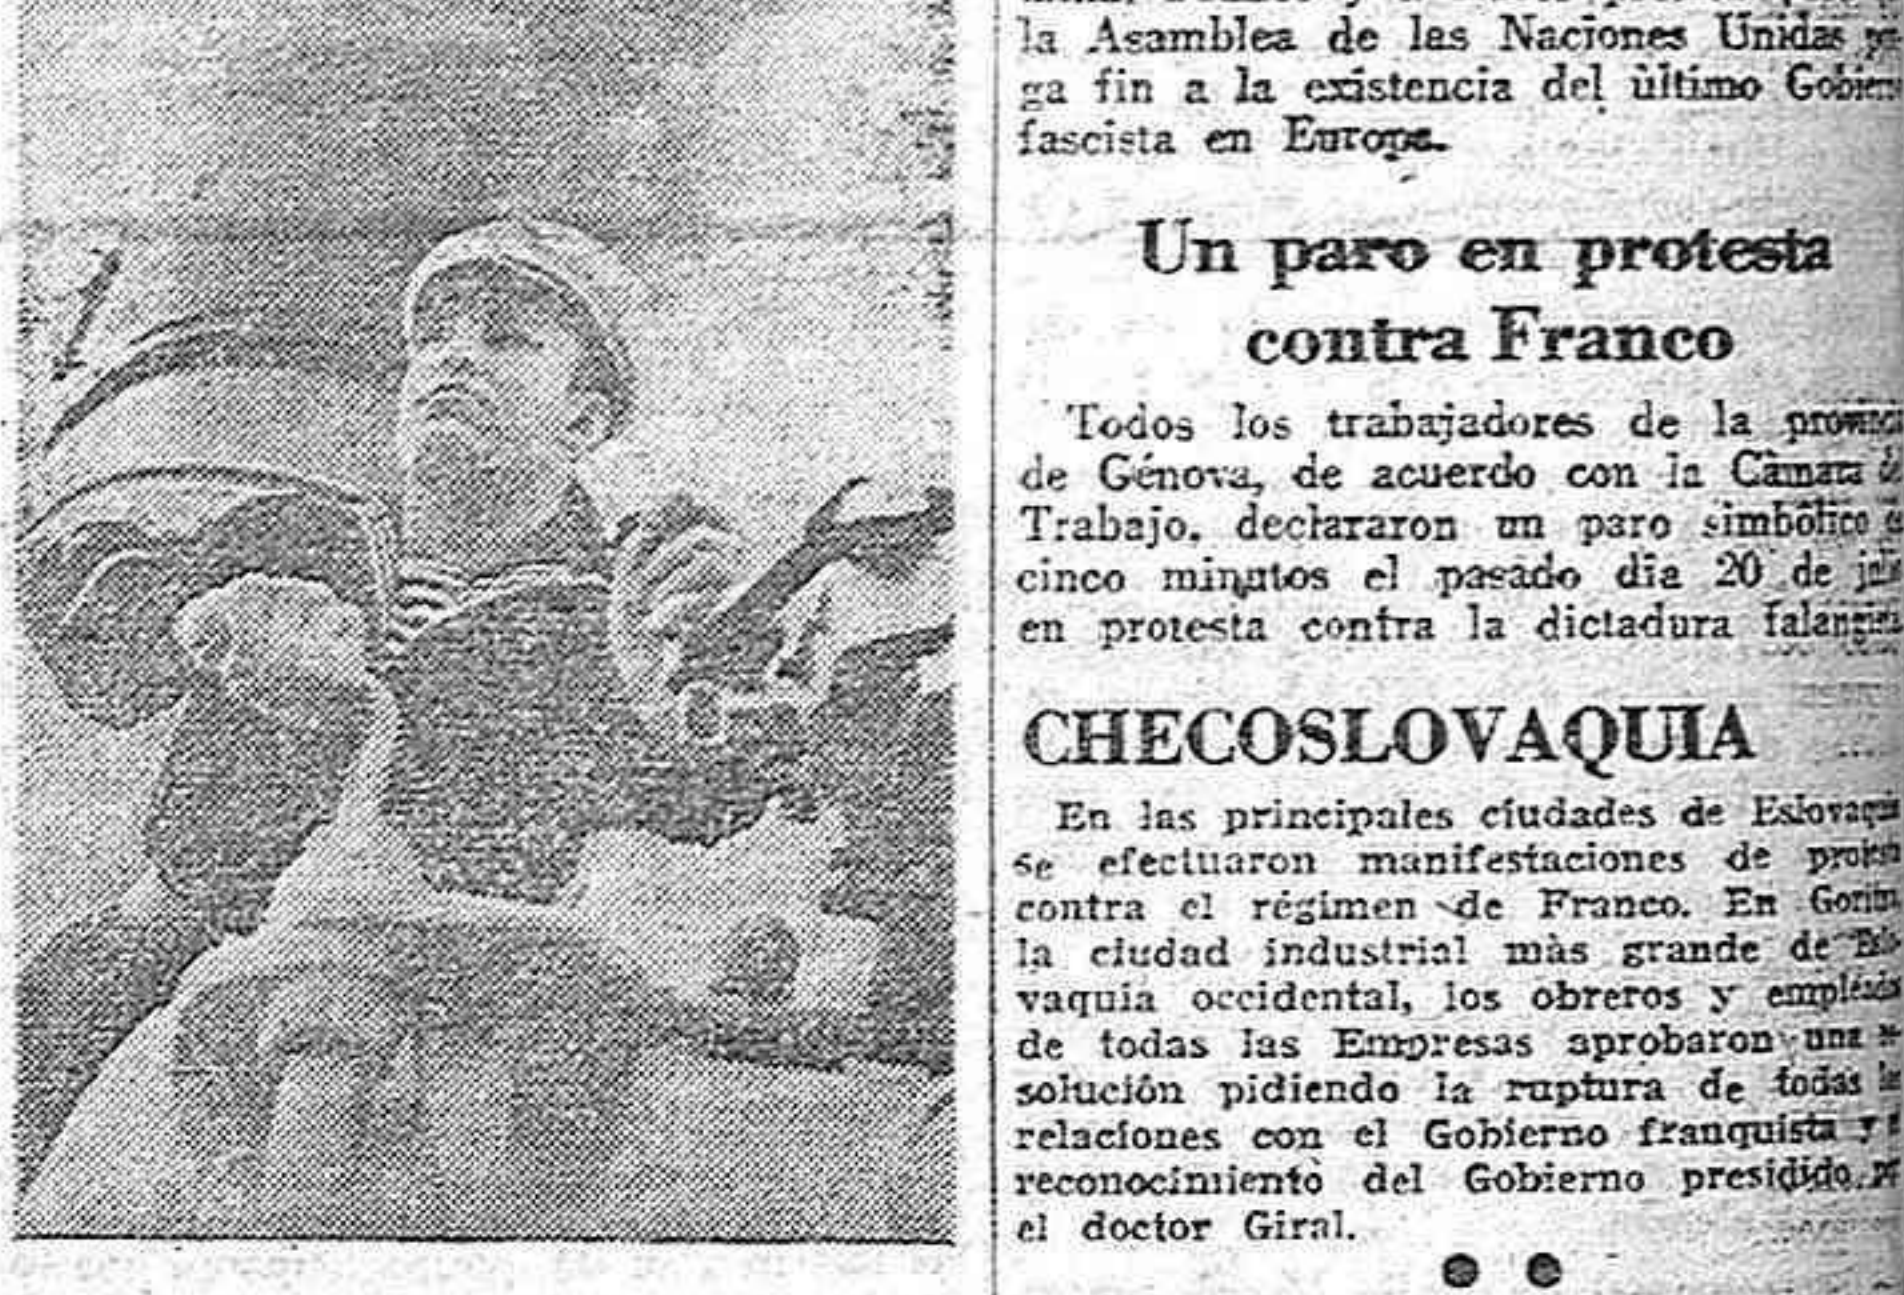 la Asamblea de las Naciones Unidas
ga fin a la existencia del ùltimo
fascista en Europa.
Un paro en protesta
contra Franco
Todos los trabajadores de la
de Génova, de acuerdo con la Càmara
Trabajo, declararon un paro simbólico
cinco minutos el pasado dia 20 de
en protesta contra la dictadura
CHECOSLOVAQUIA
En las principales ciudades de
se efectuaron manifestaciones de
contra el régimen de Franco. En
la ciudad industrial màs grande de
vaquia occidental, los obreros y
de todas las Empresas aprobaron una
solución pidiendo la ruptura de todas
relaciones con el Gobierno franquista y
reconocimiento del Gobierno presidido
el doctor Giral.